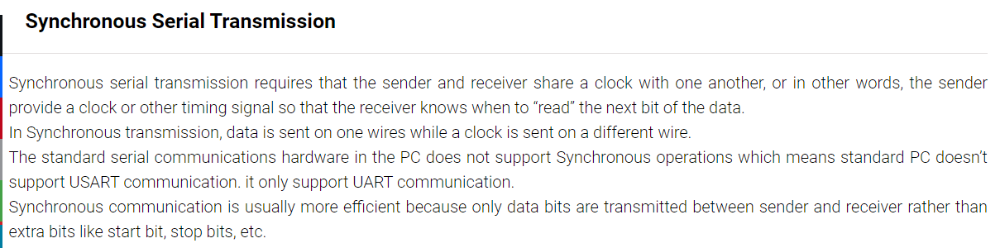 Synchronous Serial Transmission
Synchronous serial transmission requires that the sender and receiver share a clock with one another, or in other words, the sender
provide a clock or other timing signal so that the receiver knows when to “read” the next bit of the data.
In Synchronous transmission, data is sent on one wires while a clock is sent on a different wire.
The standard serial communications hardware in the PC does not support Synchronous operations which means standard PC doesn’t
support USART communication. it only support UART communication.
Synchronous communication is usually more efficient because only data bits are transmitted between sender and receiver rather than
extra bits like start bit, stop bits, etc.